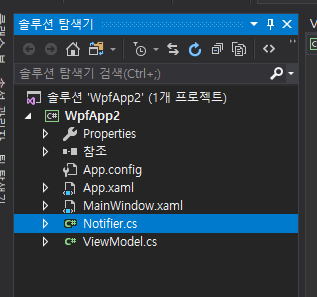 솔루션 탐색기
솔루션 탐색기 검색(Ctrl+;)
솔루션 'WpfApp2' (1개 프로젝트)
C# WpfApp2
Properties
참조
App.config
App.xaml
MainWindow.xaml
C# Notifier.cs
C# ViewModel.cs